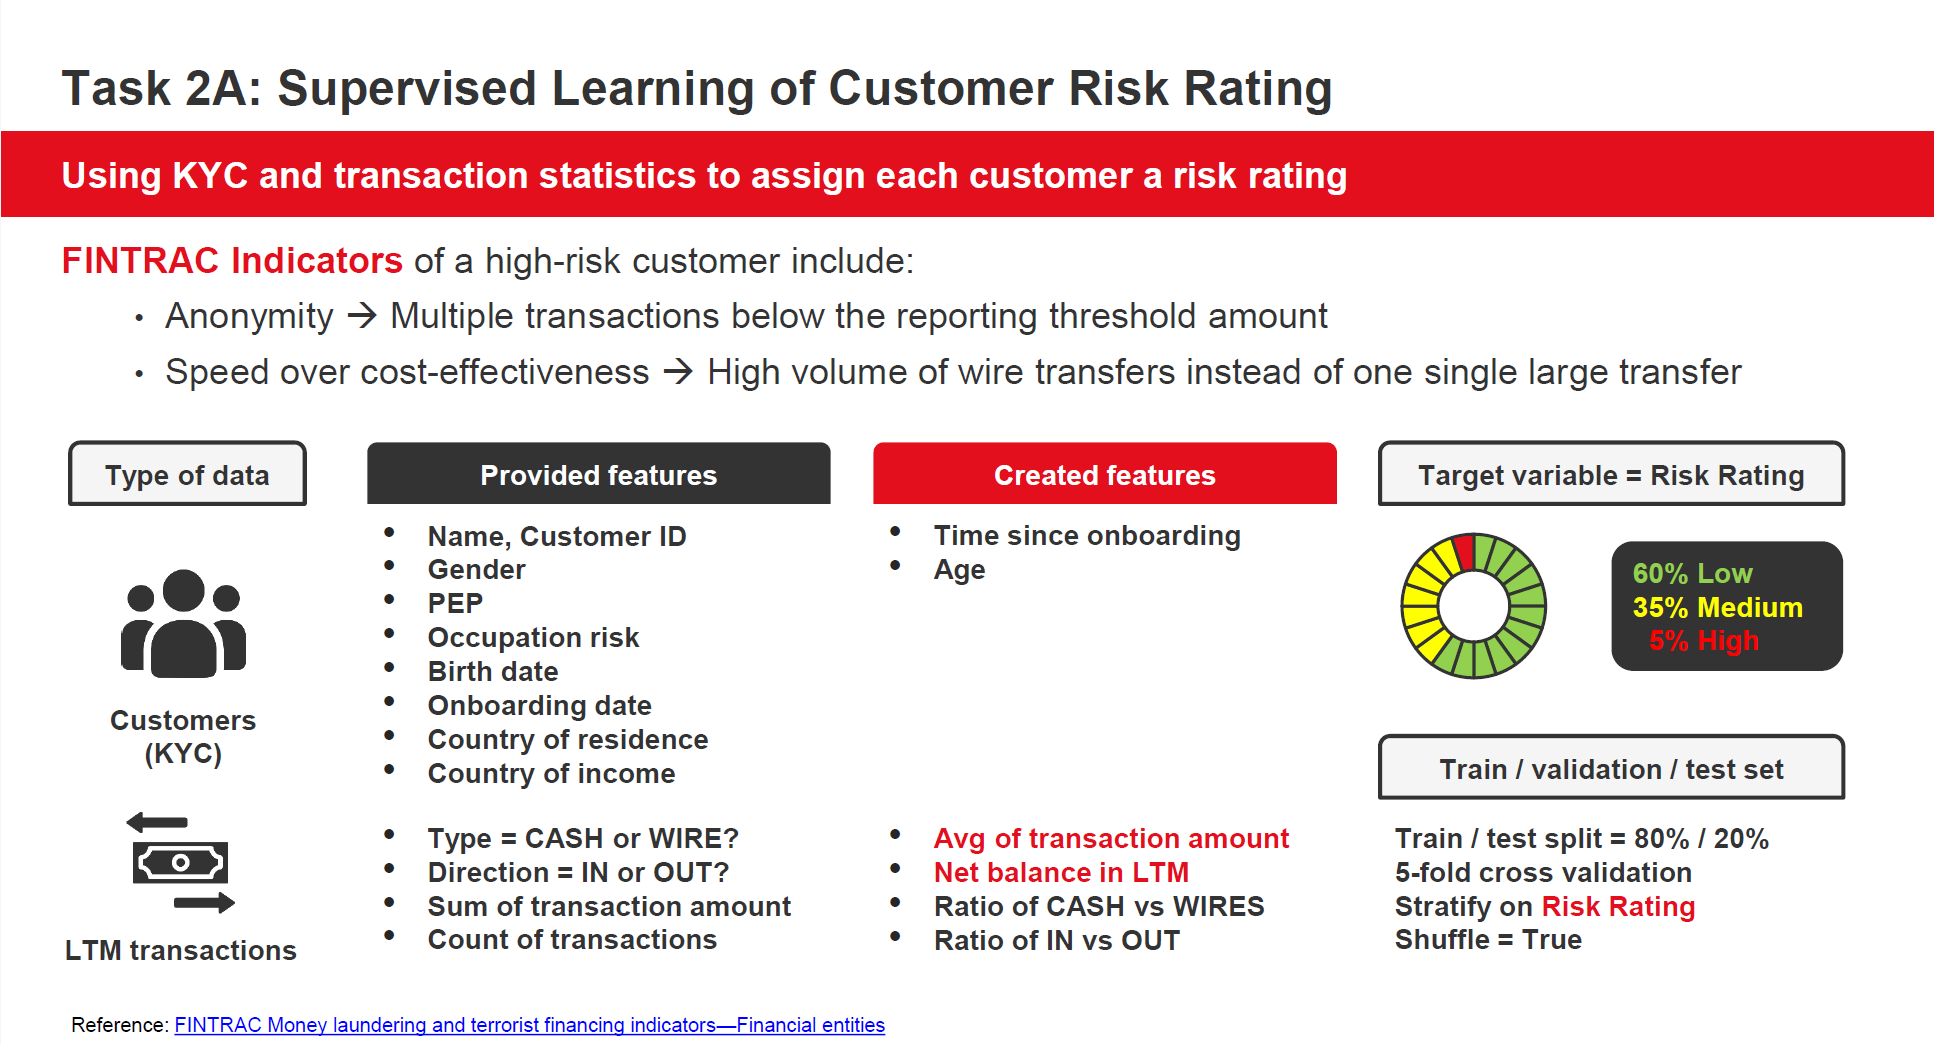 Task 2A: Supervised Learning of Customer Risk Rating
Using KYC and transaction statistics to assign each customer a risk rating
FINTRAC Indicators of a high-risk customer include:
• Anonymity → Multiple transactions below the reporting threshold amount
• Speed over cost-effectiveness → High volume of wire transfers instead of one single large transfer
Type of data
Customers
(KYC)
LTM transactions
Provided features
• Name, Customer ID
• Gender
• PEP
• Occupation risk
• Birth date
• Onboarding date
• Country of residence
• Country of income
• Type = CASH or WIRE?
• Direction = IN or OUT?
• Sum of transaction amount
• Count of transactions
Created features
• Time since onboarding
• Age
• Avg of transaction amount
• Net balance in LTM
• Ratio of CASH vs WIRES
• Ratio of IN vs OUT
Target variable = Risk Rating
60% Low
35% Medium
5% High
Train / validation / test set
Train / test split = 80% / 20%
5-fold cross validation
Stratify on Risk Rating
Shuffle = True
Reference: FINTRAC Money laundering and terrorist financing indicators—Financial entities